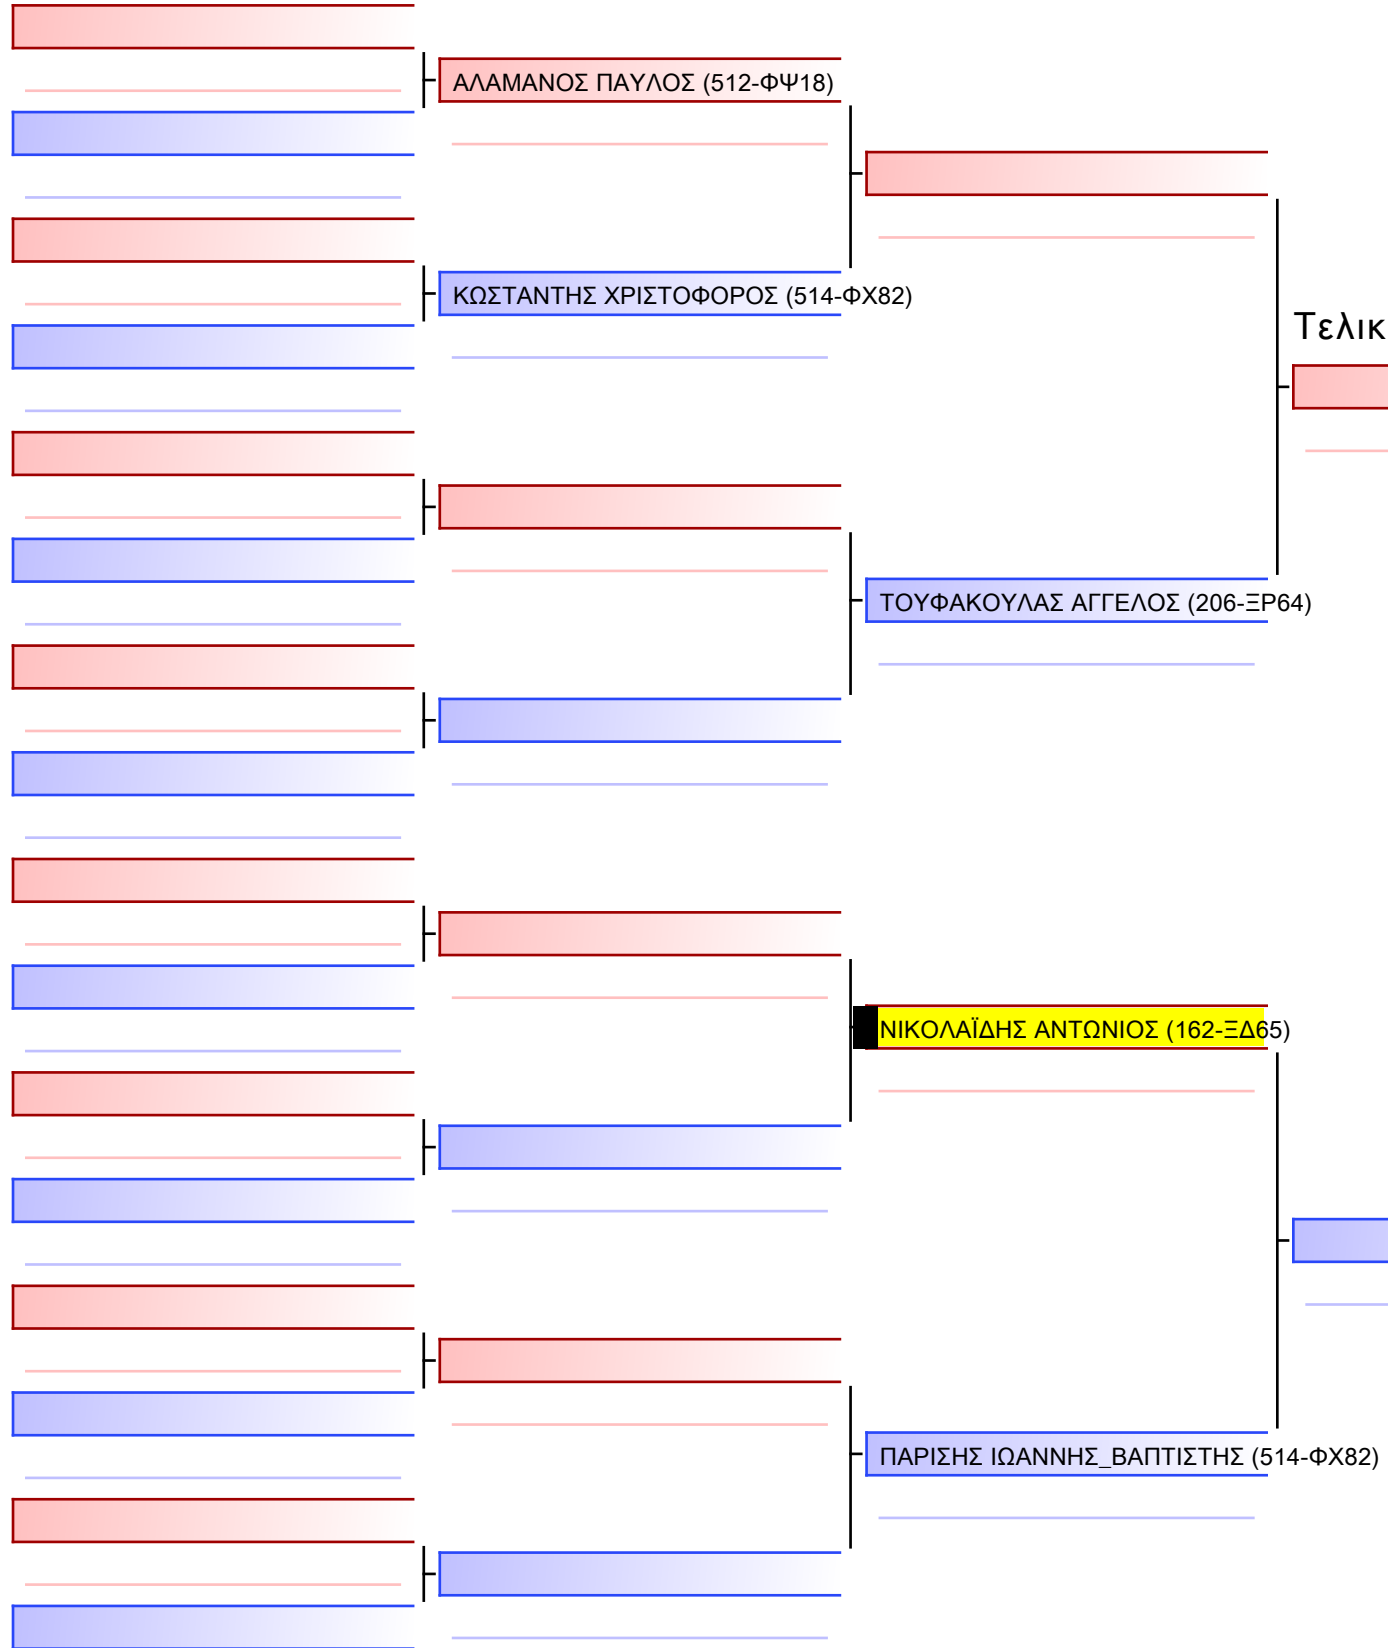 ΑΛΑΜΑΝΟΣ ΠΑΥΛΟΣ (512-ΦΨ18)
ΚΩΣΤΑΝΤΗΣ ΧΡΙΣΤΟΦΟΡΟΣ (514-ΦΧ82)
Τελικ
ΤΟΥΦΑΚΟΥΛΑΣ ΑΓΓΕΛΟΣ (206-ΞΡ64)
ΝΙΚΟΛΑΪΔΗΣ ΑΝΤΩΝΙΟΣ (162-ΞΔ65)
ΠΑΡΙΣΗΣ ΙΩΑΝΝΗΣ_ΒΑΠΤΙΣΤΗΣ (514-ΦΧ82)